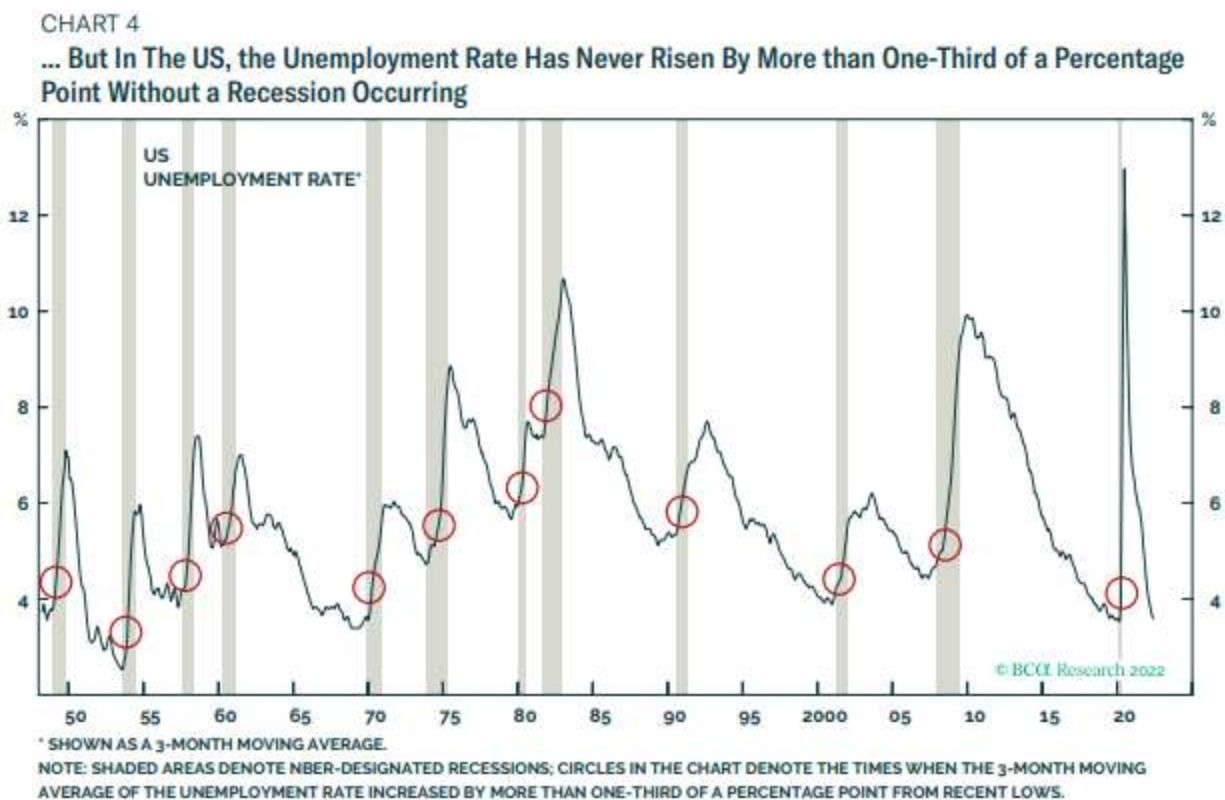 CHART 4
... But In The US, the Unemployment Rate Has Never Risen By More than One-Third of a Percentage
Point Without a Recession Occurring
% %
US
UNEMPLOYMENT RATE*
12 12
10 10
8 8
6 6
4 4
© BCα Research 2022
50 55 60 65 70 75 80 85 90 95 2000 05 10 15 20
* SHOWN AS A 3-MONTH MOVING AVERAGE.
NOTE: SHADED AREAS DENOTE NBER-DESIGNATED RECESSIONS; CIRCLES IN THE CHART DENOTE THE TIMES WHEN THE 3-MONTH MOVING
AVERAGE OF THE UNEMPLOYMENT RATE INCREASED BY MORE THAN ONE-THIRD OF A PERCENTAGE POINT FROM RECENT LOWS.